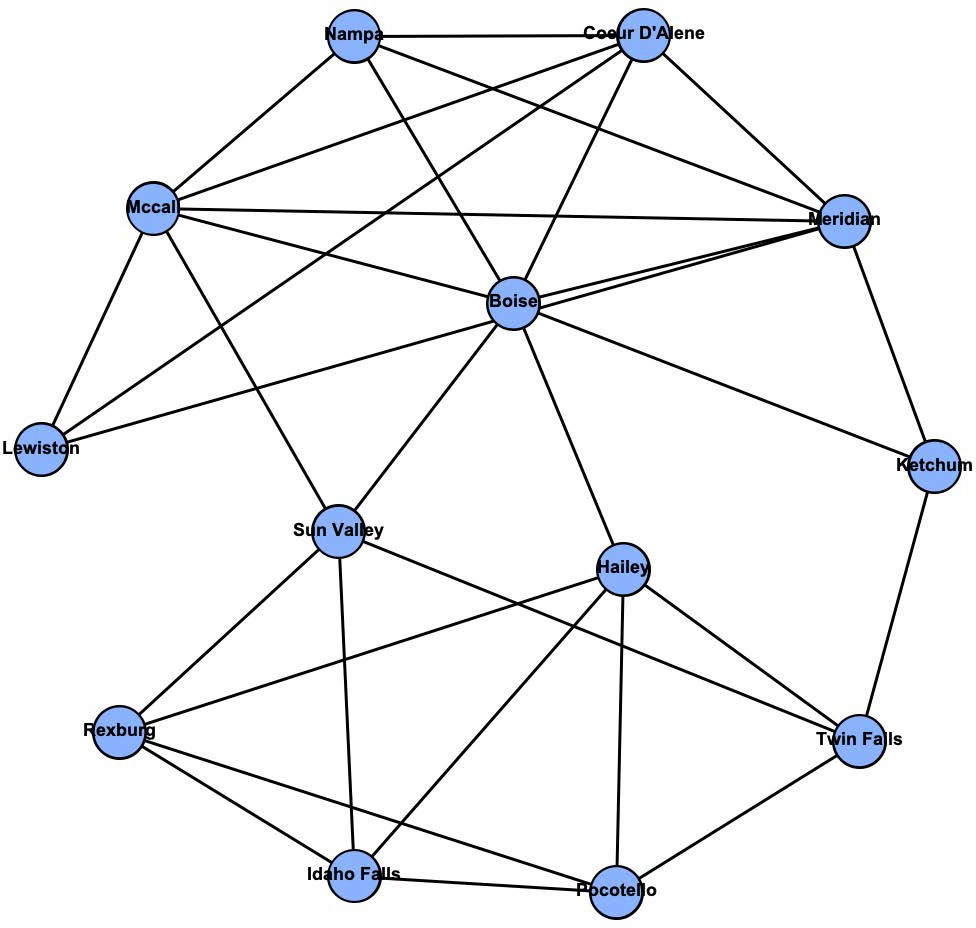 Nampa
Coeur D'Alene
Mccal
Meridian
Boise
Lewiston
Ketchum
Sun Valley
Hailey
Rexburg
Twin Falls
Idaho Falls
Pocotello